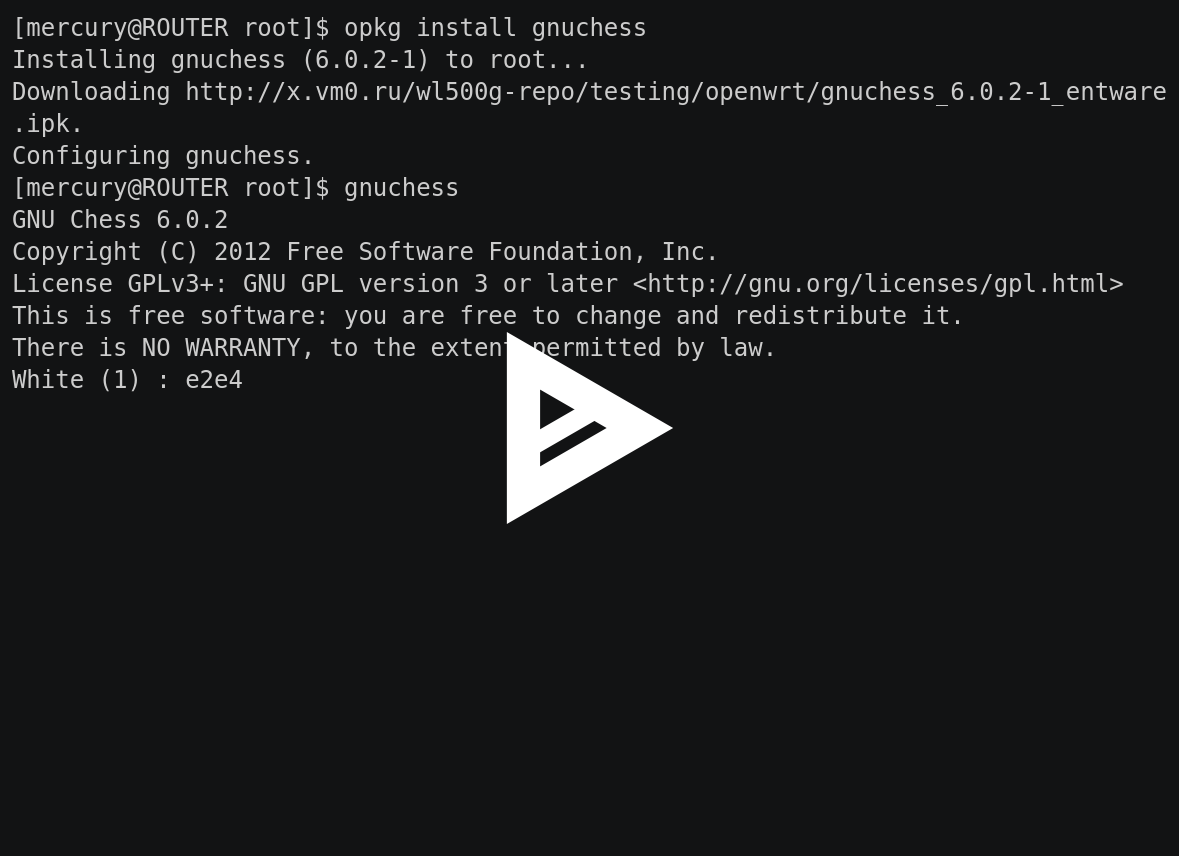 [mercury@ROUTER root]$ opkg install gnuchess
Installing gnuchess (6.0.2-1) to root...
Downloading http://x.vm0.ru/wl500g-repo/testing/openwrt/gnuchess_6.0.2-1_entware
.ipk.
Configuring gnuchess.
[mercury@ROUTER root]$ gnuchess
GNU Chess 6.0.2
Copyright (C) 2012 Free Software Foundation, Inc.
License GPLv3+: GNU GPL version 3 or later <http://gnu.org/licenses/gpl.html>
This is free software: you are free to change and redistribute it.
There is NO WARRANTY, to the extent permitted by law.
White (1) : e2e4